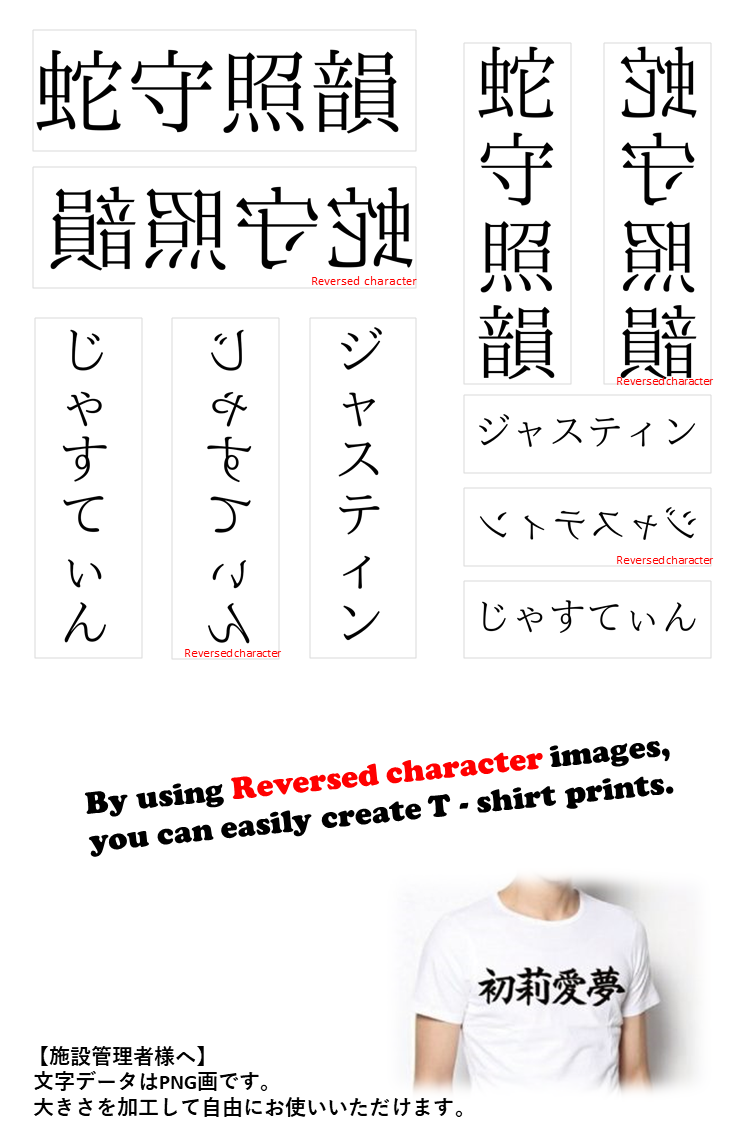 蛇守照韻
蛇守照韻
Reversed character
蛇守照韻
蛇守照韻
Reversed character
じゃすてぃん
じゃすてぃん
Reversed character
ジャスティン
ジャスティン
ジャスティン
Reversed character
じゃすてぃん
By using Reversed character images,
you can easily create T - shirt prints.
初莉愛夢
【施設管理者様へ】
文字データはPNG画です。
大きさを加工して自由にお使いいただけます。